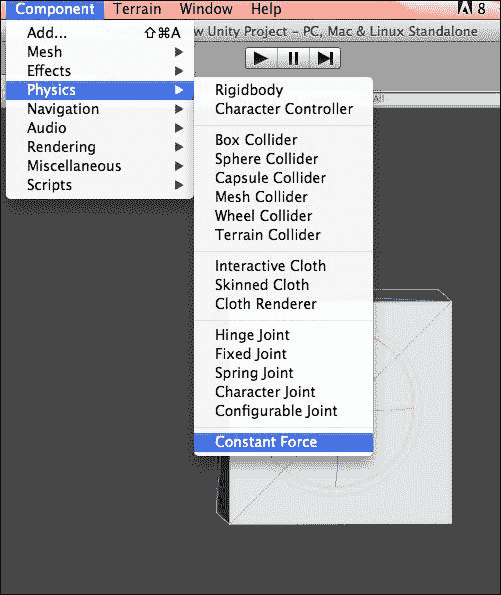 Component Terrain Window Help 8
w Unity Project - PC, Mac & Linux Standalone
Add... ⇧⌘A
Mesh
Effects
Physics
Navigation
Audio
Rendering
Miscellaneous
Scripts
Rigidbody
Character Controller
Box Collider
Sphere Collider
Capsule Collider
Mesh Collider
Wheel Collider
Terrain Collider
Interactive Cloth
Skinned Cloth
Cloth Renderer
Hinge Joint
Fixed Joint
Spring Joint
Character Joint
Configurable Joint
Constant Force
All